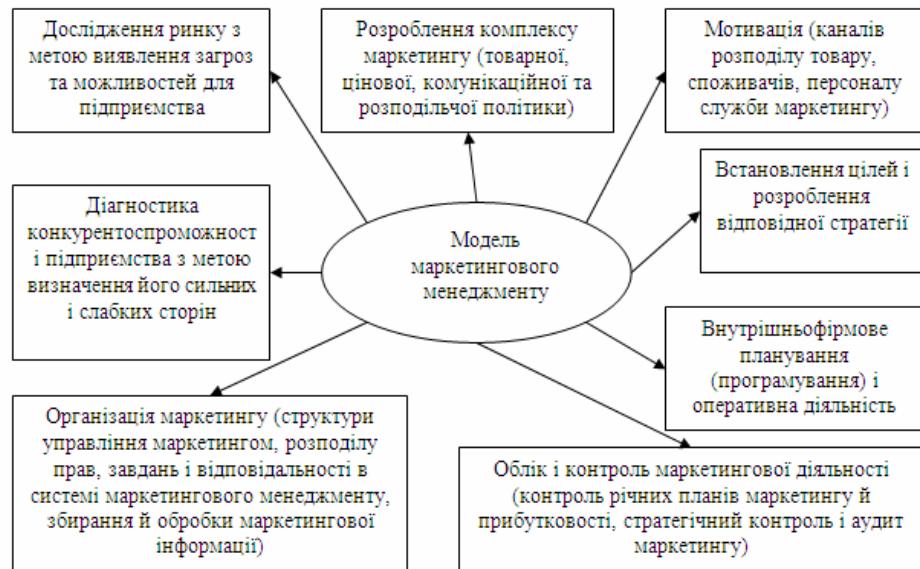 Дослідження ринку з
метою виявлення загроз
та можливостей для
підприємства
Розроблення комплексу
маркетингу (товарної,
цінової, комунікаційної та
розподільчої політики)
Мотивація (каналів
розподілу товару,
споживачів, персоналу
служби маркетингу)
Діагностика
конкурентоспроможност
і підприємства з метою
визначення його сильних
і слабких сторін
Модель
маркетингового
менеджменту
Встановлення цілей і
розроблення
відповідної стратегії
Внутрішньофірмове
планування
(програмування) і
оперативна діяльність
Організація маркетингу (структури
управління маркетингом, розподілу
прав, завдань і відповідальності в
системі маркетингового менеджменту,
збирання й обробки маркетингової
інформації)
Облік і контроль маркетингової діяльності
(контроль річних планів маркетингу й
прибутковості, стратегічний контроль і аудит
маркетингу)